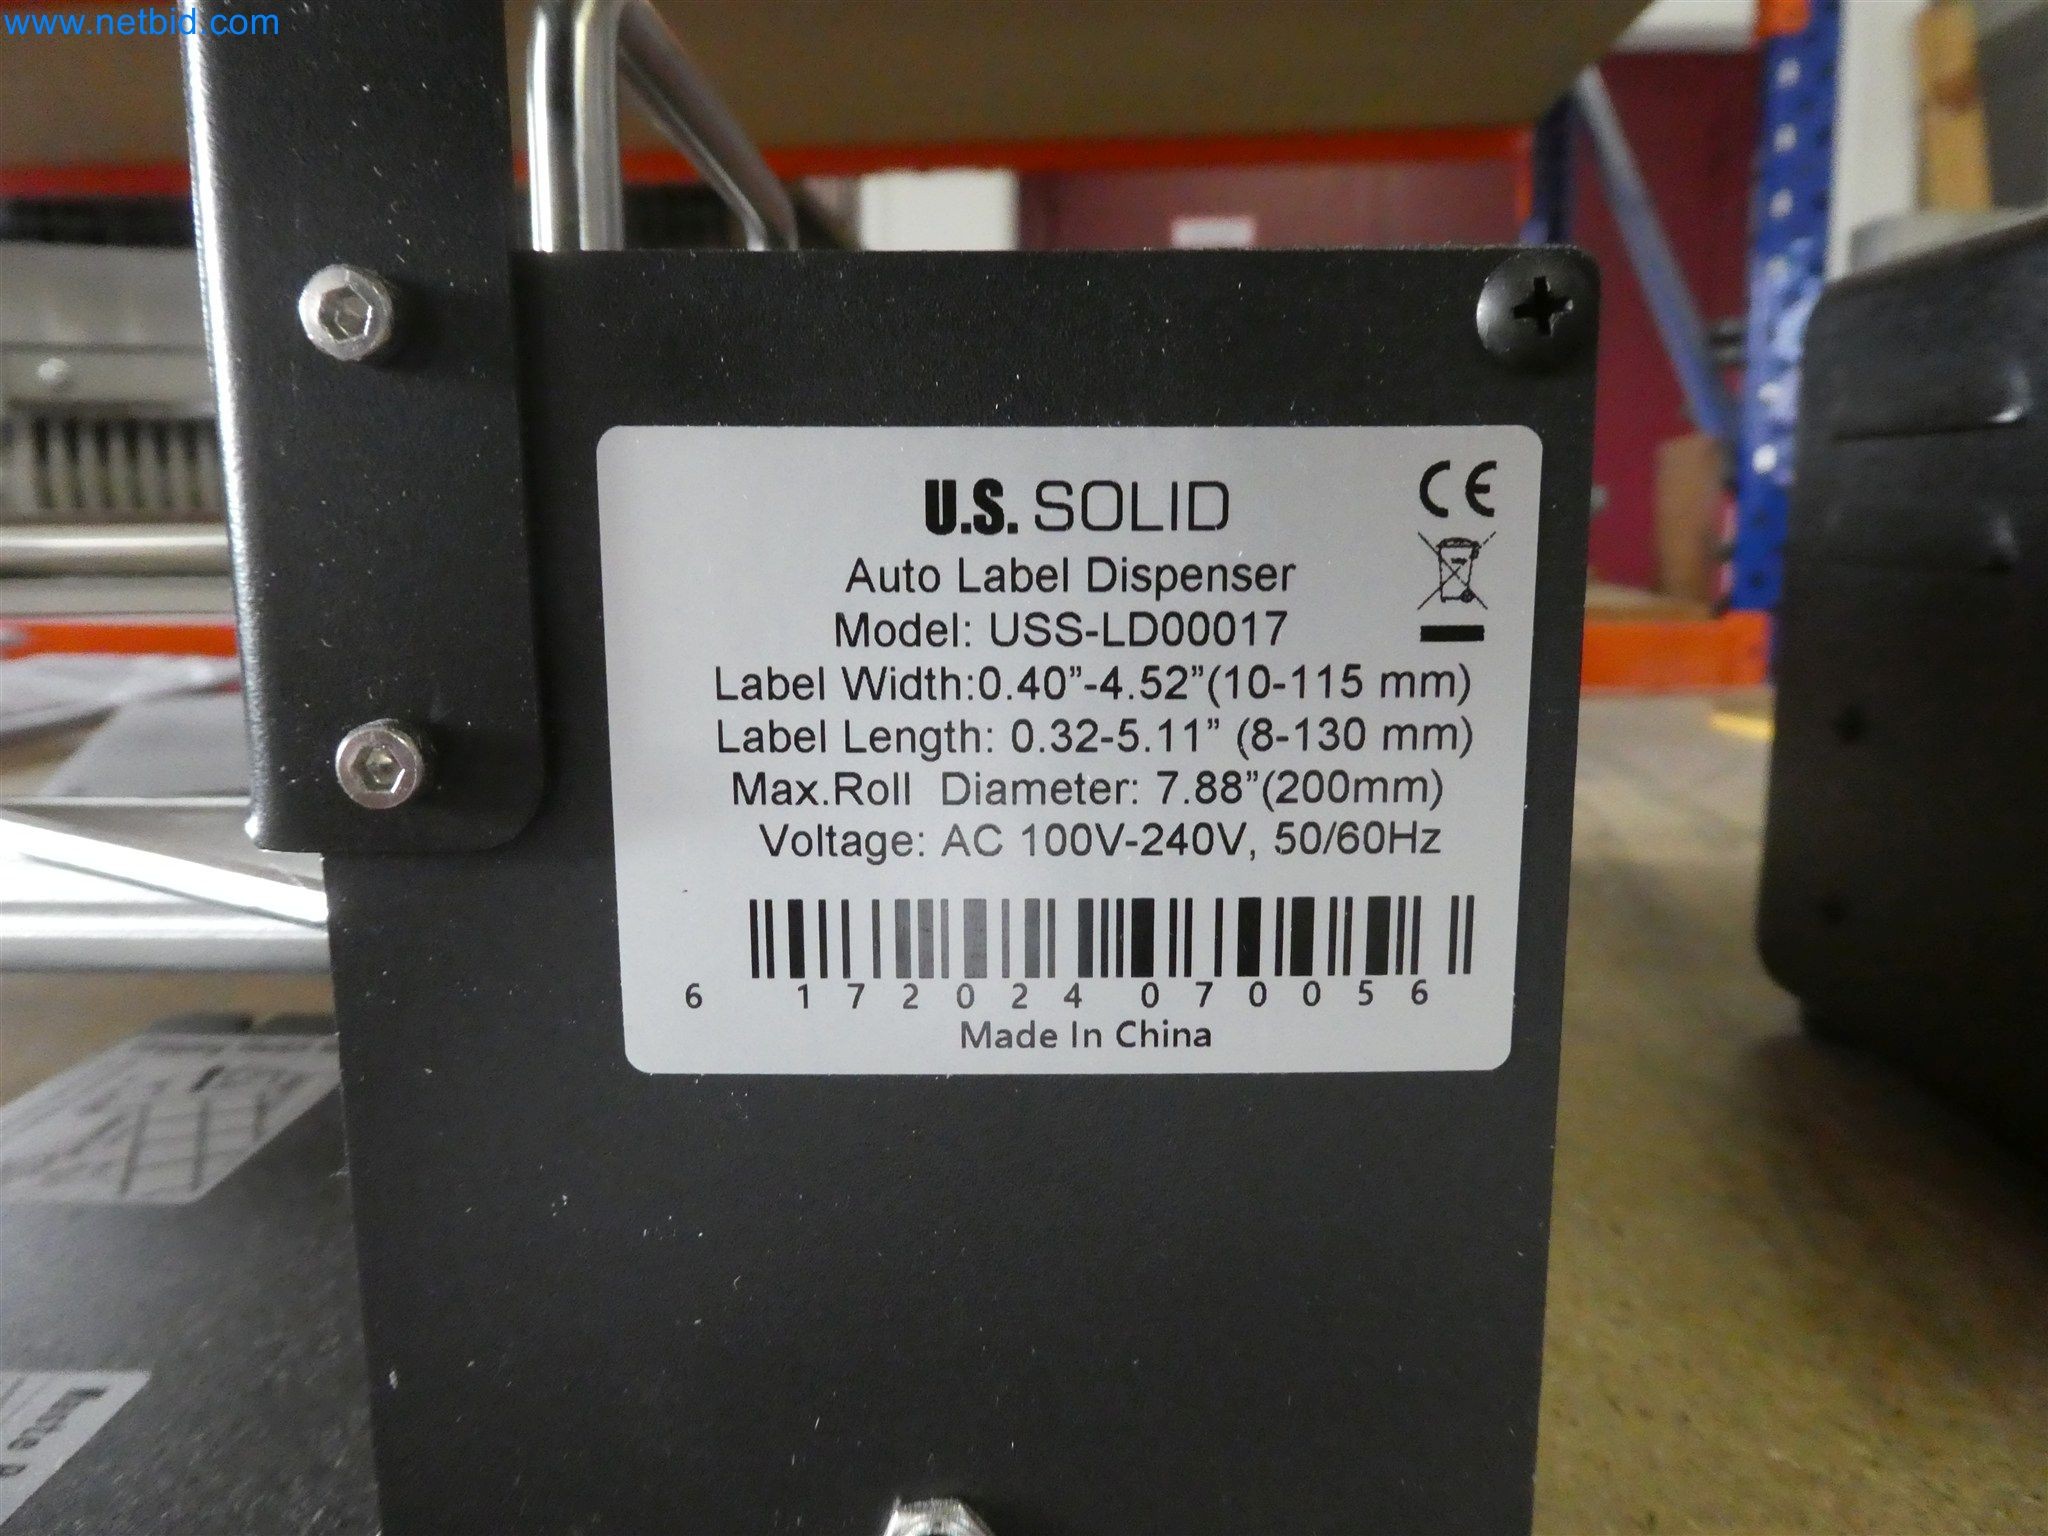 www.netbid.com
U.S. SOLID
CE
Auto Label Dispenser
Model: USS-LD00017
Label Width:0.40”-4.52”(10-115 mm)
Label Length: 0.32-5.11” (8-130 mm)
Max.Roll Diameter: 7.88”(200mm)
Voltage: AC 100V-240V, 50/60Hz
6 172024 070056
Made In China